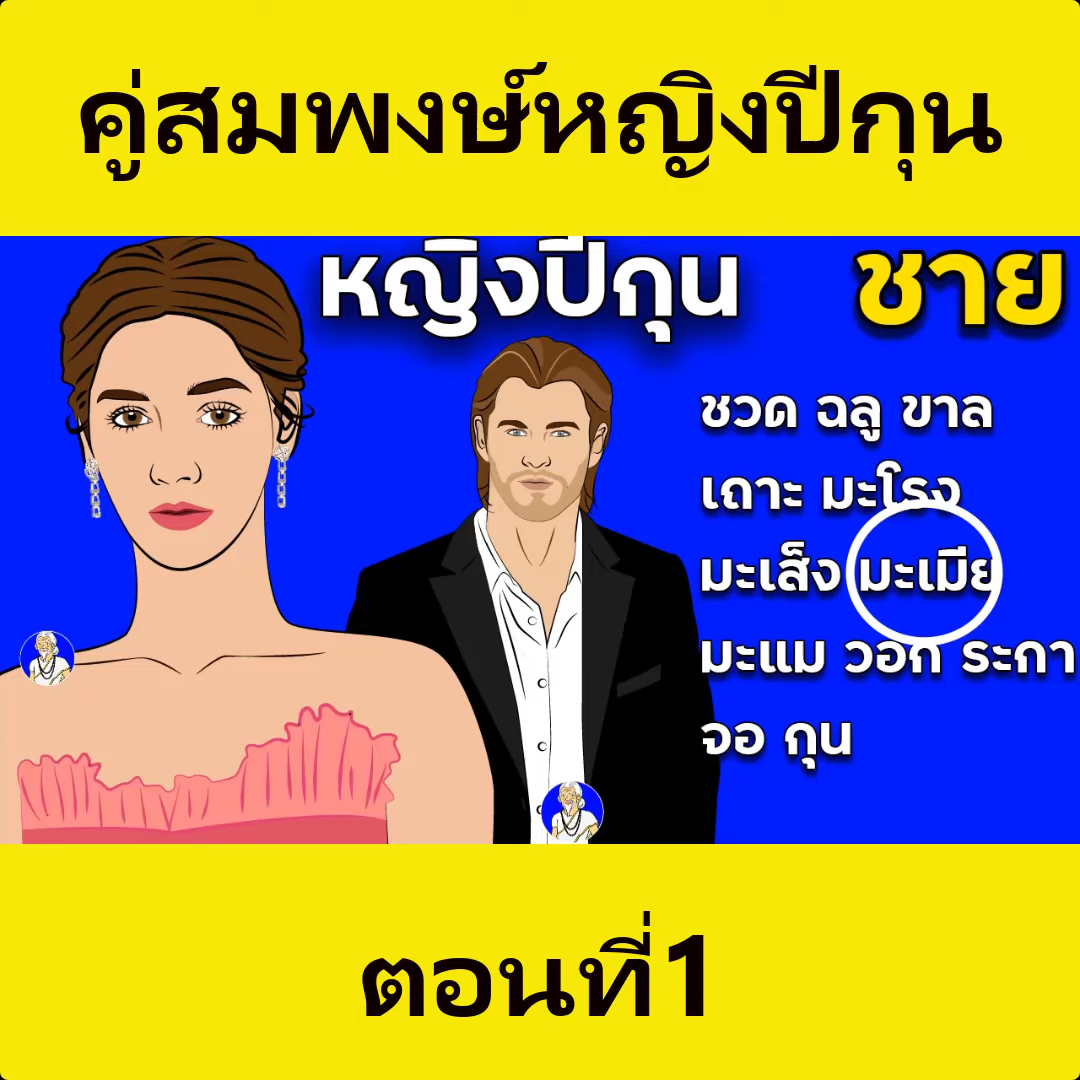 คู่สมพงษ์หญิงปีกุน
หญิงปีกุน
ชาย
ชวด ฉลู ขาล
เถาะ มะโรง
มะเส็ง มะเมีย
มะแม วอก ระกา
จอ กุน
ตอนที่1